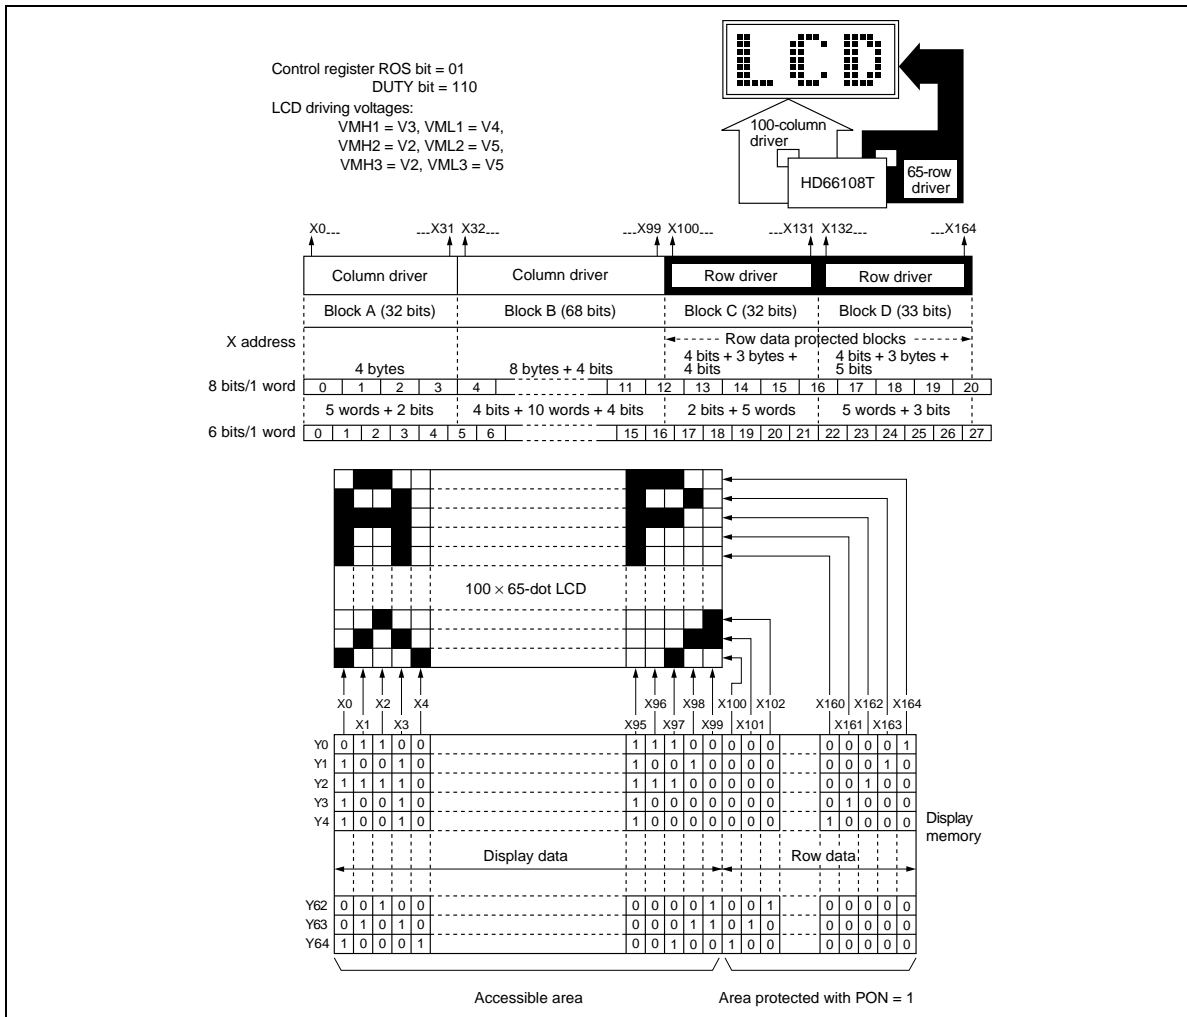 Control register ROS bit = 01
DUTY bit = 110
LCD driving voltages:
VMH1 = V3, VML1 = V4,
VMH2 = V2, VML2 = V5,
VMH3 = V2, VML3 = V5
LCD
100-column
driver
HD66108T
65-row
driver
X0--- ---X31 X32--- ---X99 X100--- ---X131 X132--- ---X164
Column driver Column driver Row driver Row driver
Block A (32 bits) Block B (68 bits) Block C (32 bits) Block D (33 bits)
X address
Row data protected blocks
4 bytes 8 bytes + 4 bits 4 bits + 3 bytes + 4 bits 4 bits + 3 bytes + 5 bits
8 bits/1 word 0 1 2 3 4 11 12 13 14 15 16 17 18 19 20
5 words + 2 bits 4 bits + 10 words + 4 bits 2 bits + 5 words 5 words + 3 bits
6 bits/1 word 0 1 2 3 4 5 6 15 16 17 18 19 20 21 22 23 24 25 26 27
100 × 65-dot LCD
X0 X2 X4 X96 X98 X100 X102 X160 X162 X164
X1 X3 X95 X97 X99 X101 X161 X163
Y0 0 1 1 0 0 1 1 1 0 0 0 0 0 0 0 0 0 1
Y1 1 0 0 1 0 1 0 0 1 0 0 0 0 0 0 0 1 0
Y2 1 1 1 1 0 1 1 1 0 0 0 0 0 0 0 1 0 0
Y3 1 0 0 1 0 1 0 0 0 0 0 0 0 0 1 0 0 0
Y4 1 0 0 1 0 1 0 0 0 0 0 0 0 1 0 0 0 0
Display
memory
Display data Row data
Y62 0 0 1 0 0 0 0 0 0 1 0 0 1 0 0 0 0 0
Y63 0 1 0 1 0 0 0 0 1 1 0 1 0 0 0 0 0 0
Y64 1 0 0 0 1 0 0 1 0 0 1 0 0 0 0 0 0 0
Accessible area Area protected with PON = 1